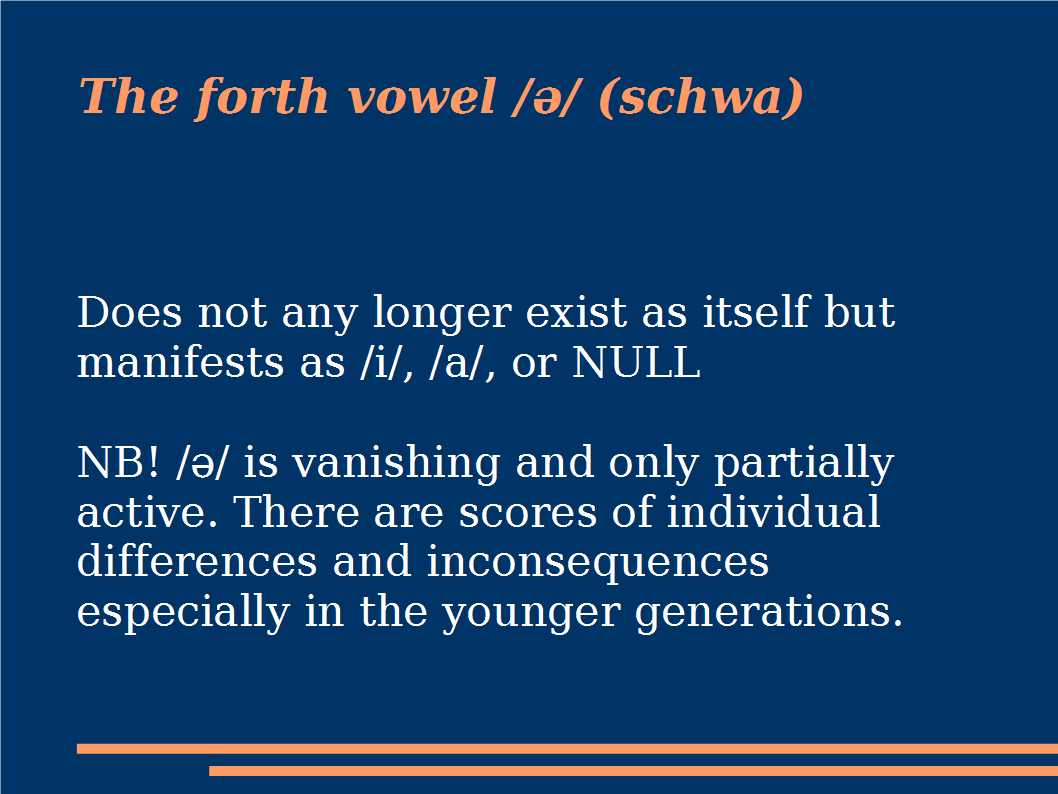 The forth vowel /ə/ (schwa)
Does not any longer exist as itself but
manifests as /i/, /a/, or NULL
NB! /ə/ is vanishing and only partially
active. There are scores of individual
differences and inconsequences
especially in the younger generations.